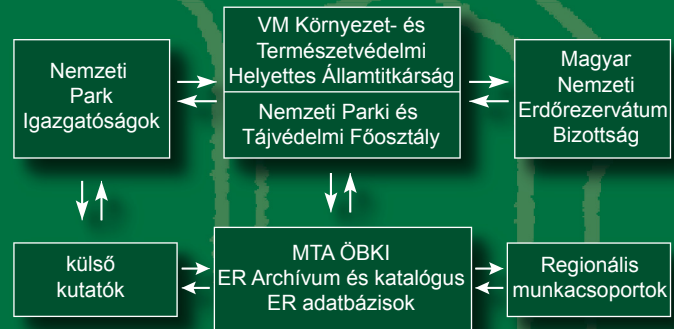 Nemzeti
Park
Igazgatóságok
VM Környezet- és
Természetvédelmi
Helyettes Államtitkárság
Nemzeti Parki és
Tájvédelmi Főosztály
Magyar
Nemzeti
Erdőrezervátum
Bizottság
külső
kutatók
MTA ÖBKI
ER Archívum és katalógus
ER adatbázisok
Regionális
munkacsoportok